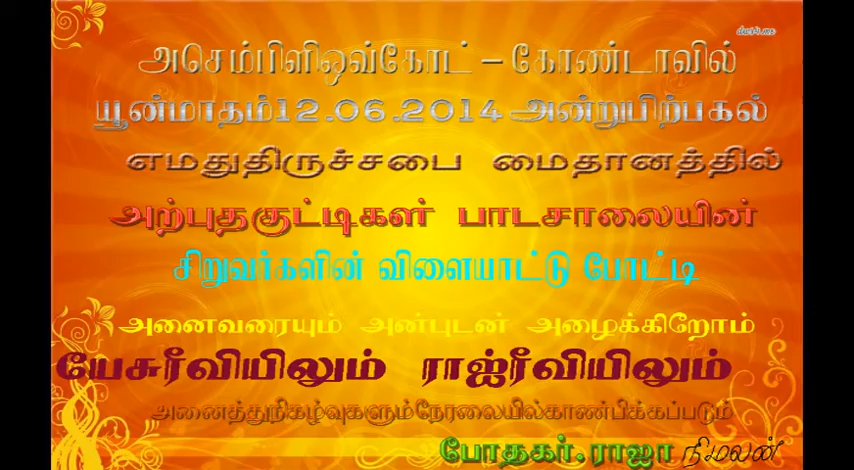 அசெம்பிளிஒவ்கோட் – கோண்டாவில்
யூன்மாதம்12.06.2014 அன்றுபிற்பகல்
எமதுதிருச்சபை மைதானத்தில்
அற்புதகுட்டிகள் பாடசாலையின்
சிறுவர்களின் விளையாட்டு போட்டி
அனைவரையும் அன்புடன் அழைக்கிறோம்
யேசுரீவியிலும் ராஜ்ரீவியிலும்
அனைத்துநிகழ்வுகளும்நேரலையில்காண்பிக்கப்படும்
போதகர்.ராஜா நிமலன்